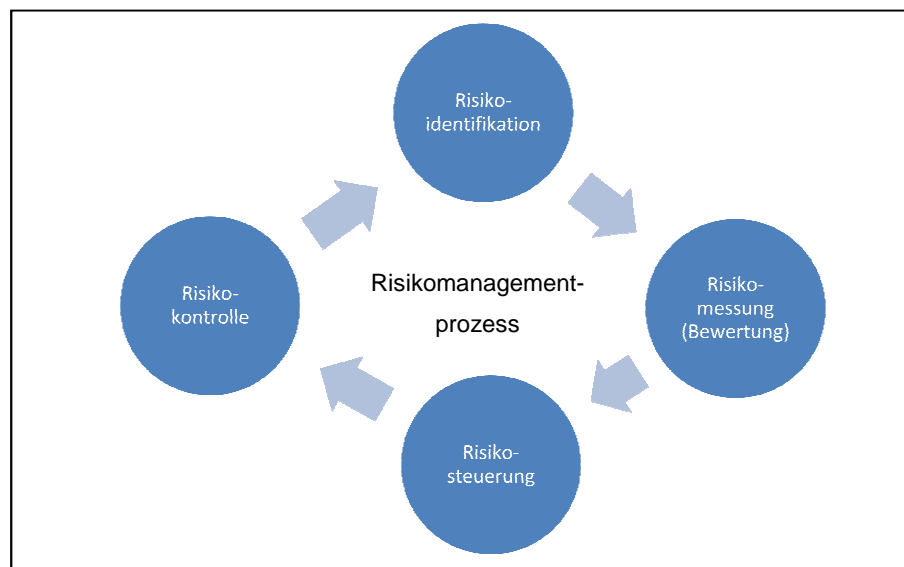 Risiko-
identifikation
Risikomanagement-
prozess
Risiko-
messung
(Bewertung)
Risiko-
steuerung
Risiko-
kontrolle